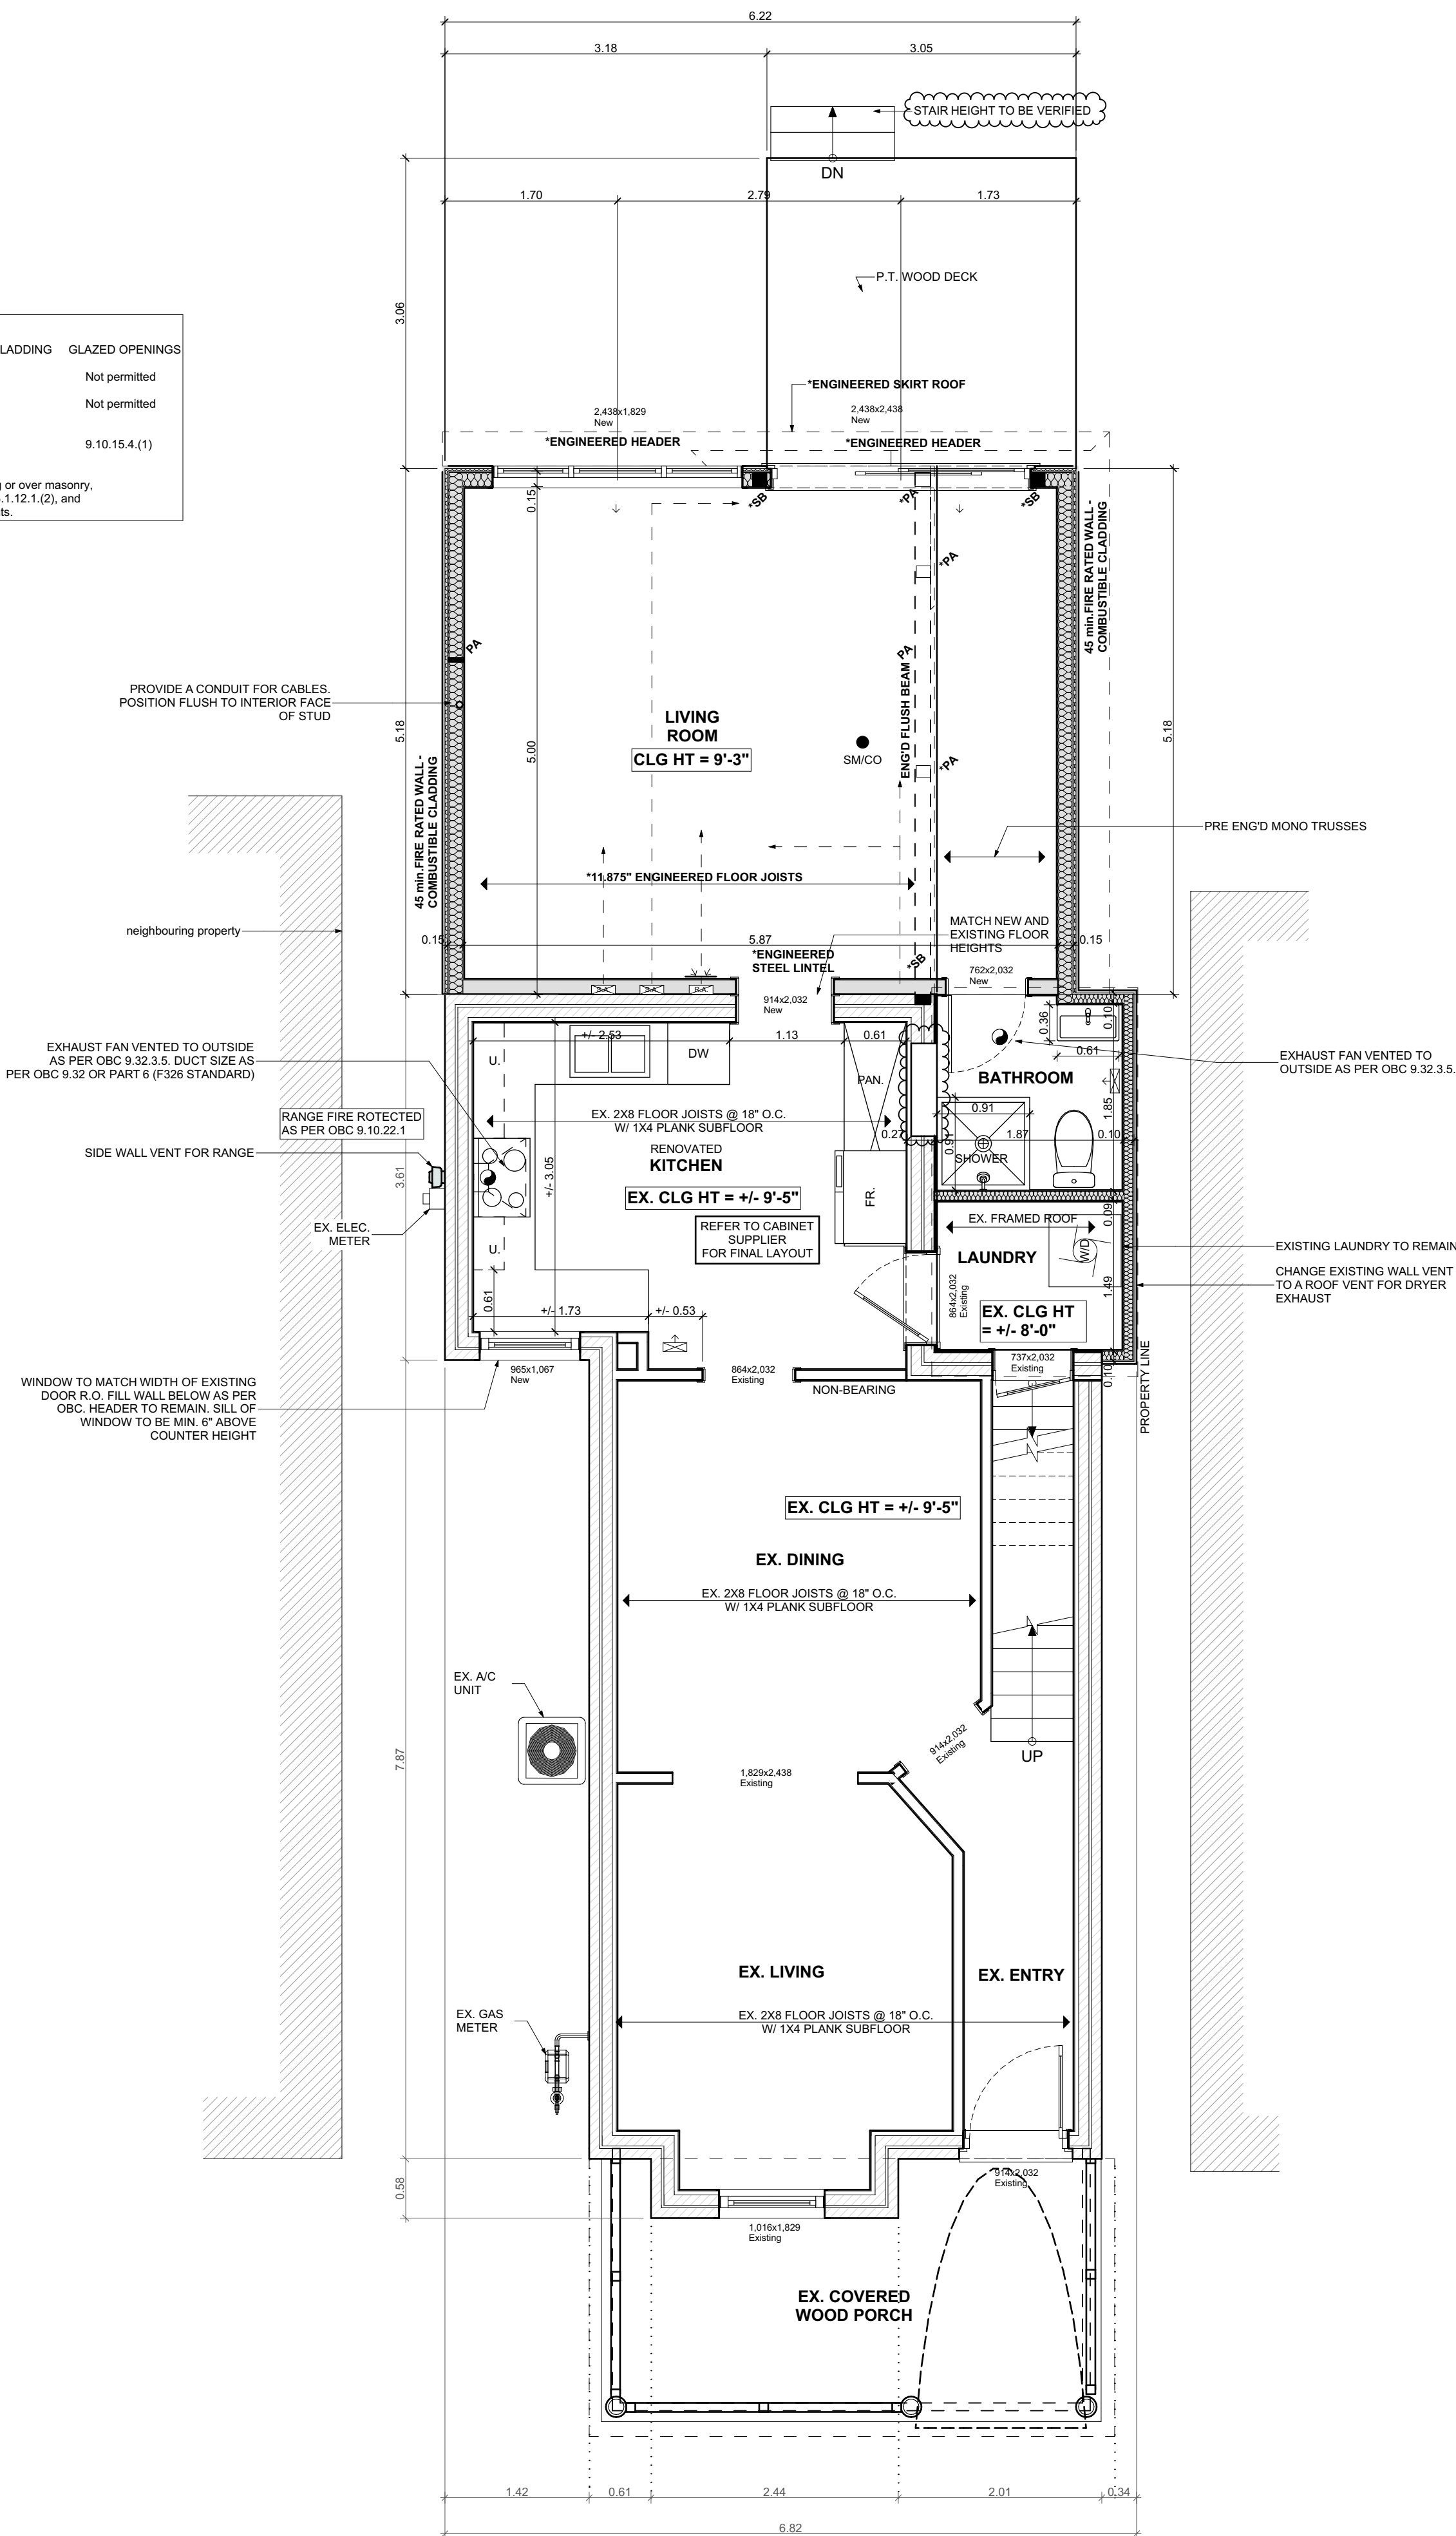 6.22
3.18
3.05
STAIR HEIGHT TO BE VERIFIED
DN
1.70
2.79
1.73
P.T. WOOD DECK
3.06
LADDING GLAZED OPENINGS
Not permitted
Not permitted
9.10.15.4.(1)
g or over masonry,
.1.12.1.(2), and
ts.
*ENGINEERED SKIRT ROOF
2,438x1,829
New
2,438x2,438
New
*ENGINEERED HEADER
*ENGINEERED HEADER
0.15
*SB
*PA
*SB
*PA
45 min.FIRE RATED WALL -
COMBUSTIBLE CLADDING
PA
PA
PROVIDE A CONDUIT FOR CABLES.
POSITION FLUSH TO INTERIOR FACE
OF STUD
5.18
5.00
LIVING
ROOM
CLG HT = 9'-3"
SM/CO
ENG'D FLUSH BEAM
*PA
5.18
45 min.FIRE RATED WALL -
COMBUSTIBLE CLADDING
PRE ENG'D MONO TRUSSES
*11.875" ENGINEERED FLOOR JOISTS
neighbouring property
MATCH NEW AND
EXISTING FLOOR
HEIGHTS
0.15
5.87
0.15
*ENGINEERED
STEEL LINTEL
*SB
762x2,032
New
S.A.
S.A.
R.A.
914x2,032
New
EXHAUST FAN VENTED TO OUTSIDE
AS PER OBC 9.32.3.5. DUCT SIZE AS
PER OBC 9.32 OR PART 6 (F326 STANDARD)
U.
+/- 2.53
DW
1.13
0.61
PAN.
0.36
0.10
0.61
EXHAUST FAN VENTED TO
OUTSIDE AS PER OBC 9.32.3.5.
BATHROOM
RANGE FIRE ROTECTED
AS PER OBC 9.10.22.1
EX. 2X8 FLOOR JOISTS @ 18" O.C.
W/ 1X4 PLANK SUBFLOOR
0.91
1.85
0.27
0.91
1.87
0.10
SHOWER
SIDE WALL VENT FOR RANGE
3.61
RENOVATED
KITCHEN
+/- 3.05
EX. CLG HT = +/- 9'-5"
FR.
EX. ELEC.
METER
REFER TO CABINET
SUPPLIER
FOR FINAL LAYOUT
U.
EX. FRAMED ROOF
0.09
LAUNDRY
W/D
EXISTING LAUNDRY TO REMAIN
CHANGE EXISTING WALL VENT
TO A ROOF VENT FOR DRYER
EXHAUST
0.61
+/- 1.73
+/- 0.53
864x2,032
Existing
1.49
EX. CLG HT
= +/- 8'-0"
965x1,067
New
864x2,032
Existing
NON-BEARING
737x2,032
Existing
0.10
PROPERTY LINE
WINDOW TO MATCH WIDTH OF EXISTING
DOOR R.O. FILL WALL BELOW AS PER
OBC. HEADER TO REMAIN. SILL OF
WINDOW TO BE MIN. 6" ABOVE
COUNTER HEIGHT
EX. CLG HT = +/- 9'-5"
EX. DINING
EX. 2X8 FLOOR JOISTS @ 18" O.C.
W/ 1X4 PLANK SUBFLOOR
EX. A/C
UNIT
7.87
914x2,032
Existing
UP
1,829x2,438
Existing
EX. LIVING
EX. ENTRY
EX. GAS
METER
EX. 2X8 FLOOR JOISTS @ 18" O.C.
W/ 1X4 PLANK SUBFLOOR
0.58
914x2,032
Existing
1,016x1,829
Existing
EX. COVERED
WOOD PORCH
1.42
0.61
2.44
2.01
0.34
6.82